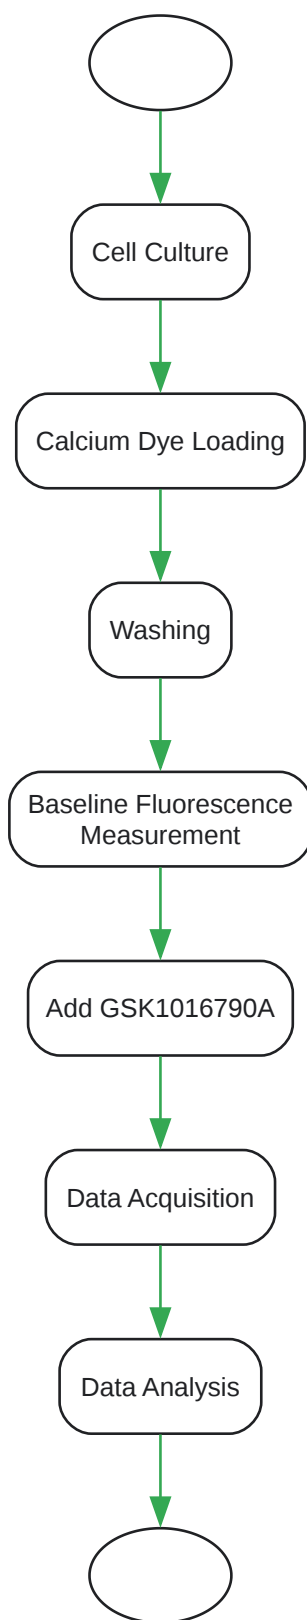 Cell Culture
Calcium Dye Loading
Washing
Baseline Fluorescence
Measurement
Add GSK1016790A
Data Acquisition
Data Analysis